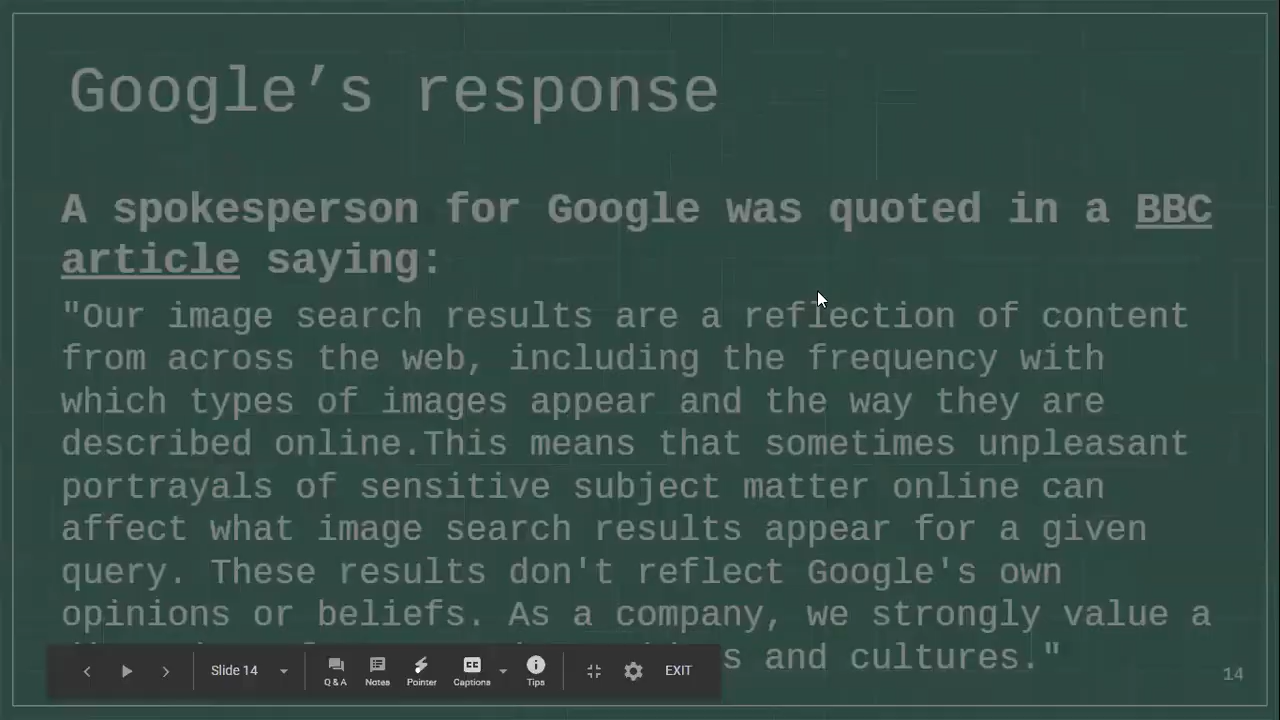 Google’s response
A spokesperson for Google was quoted in a BBC
article saying:
"Our image search results are a reflection of content
from across the web, including the frequency with
which types of images appear and the way they are
described online.This means that sometimes unpleasant
portrayals of sensitive subject matter online can
affect what image search results appear for a given
query. These results don't reflect Google's own
opinions or beliefs. As a company, we strongly value a
and cultures."
Slide 14
Q & A
Notes
Pointer
Captions
Tips
EXIT
14